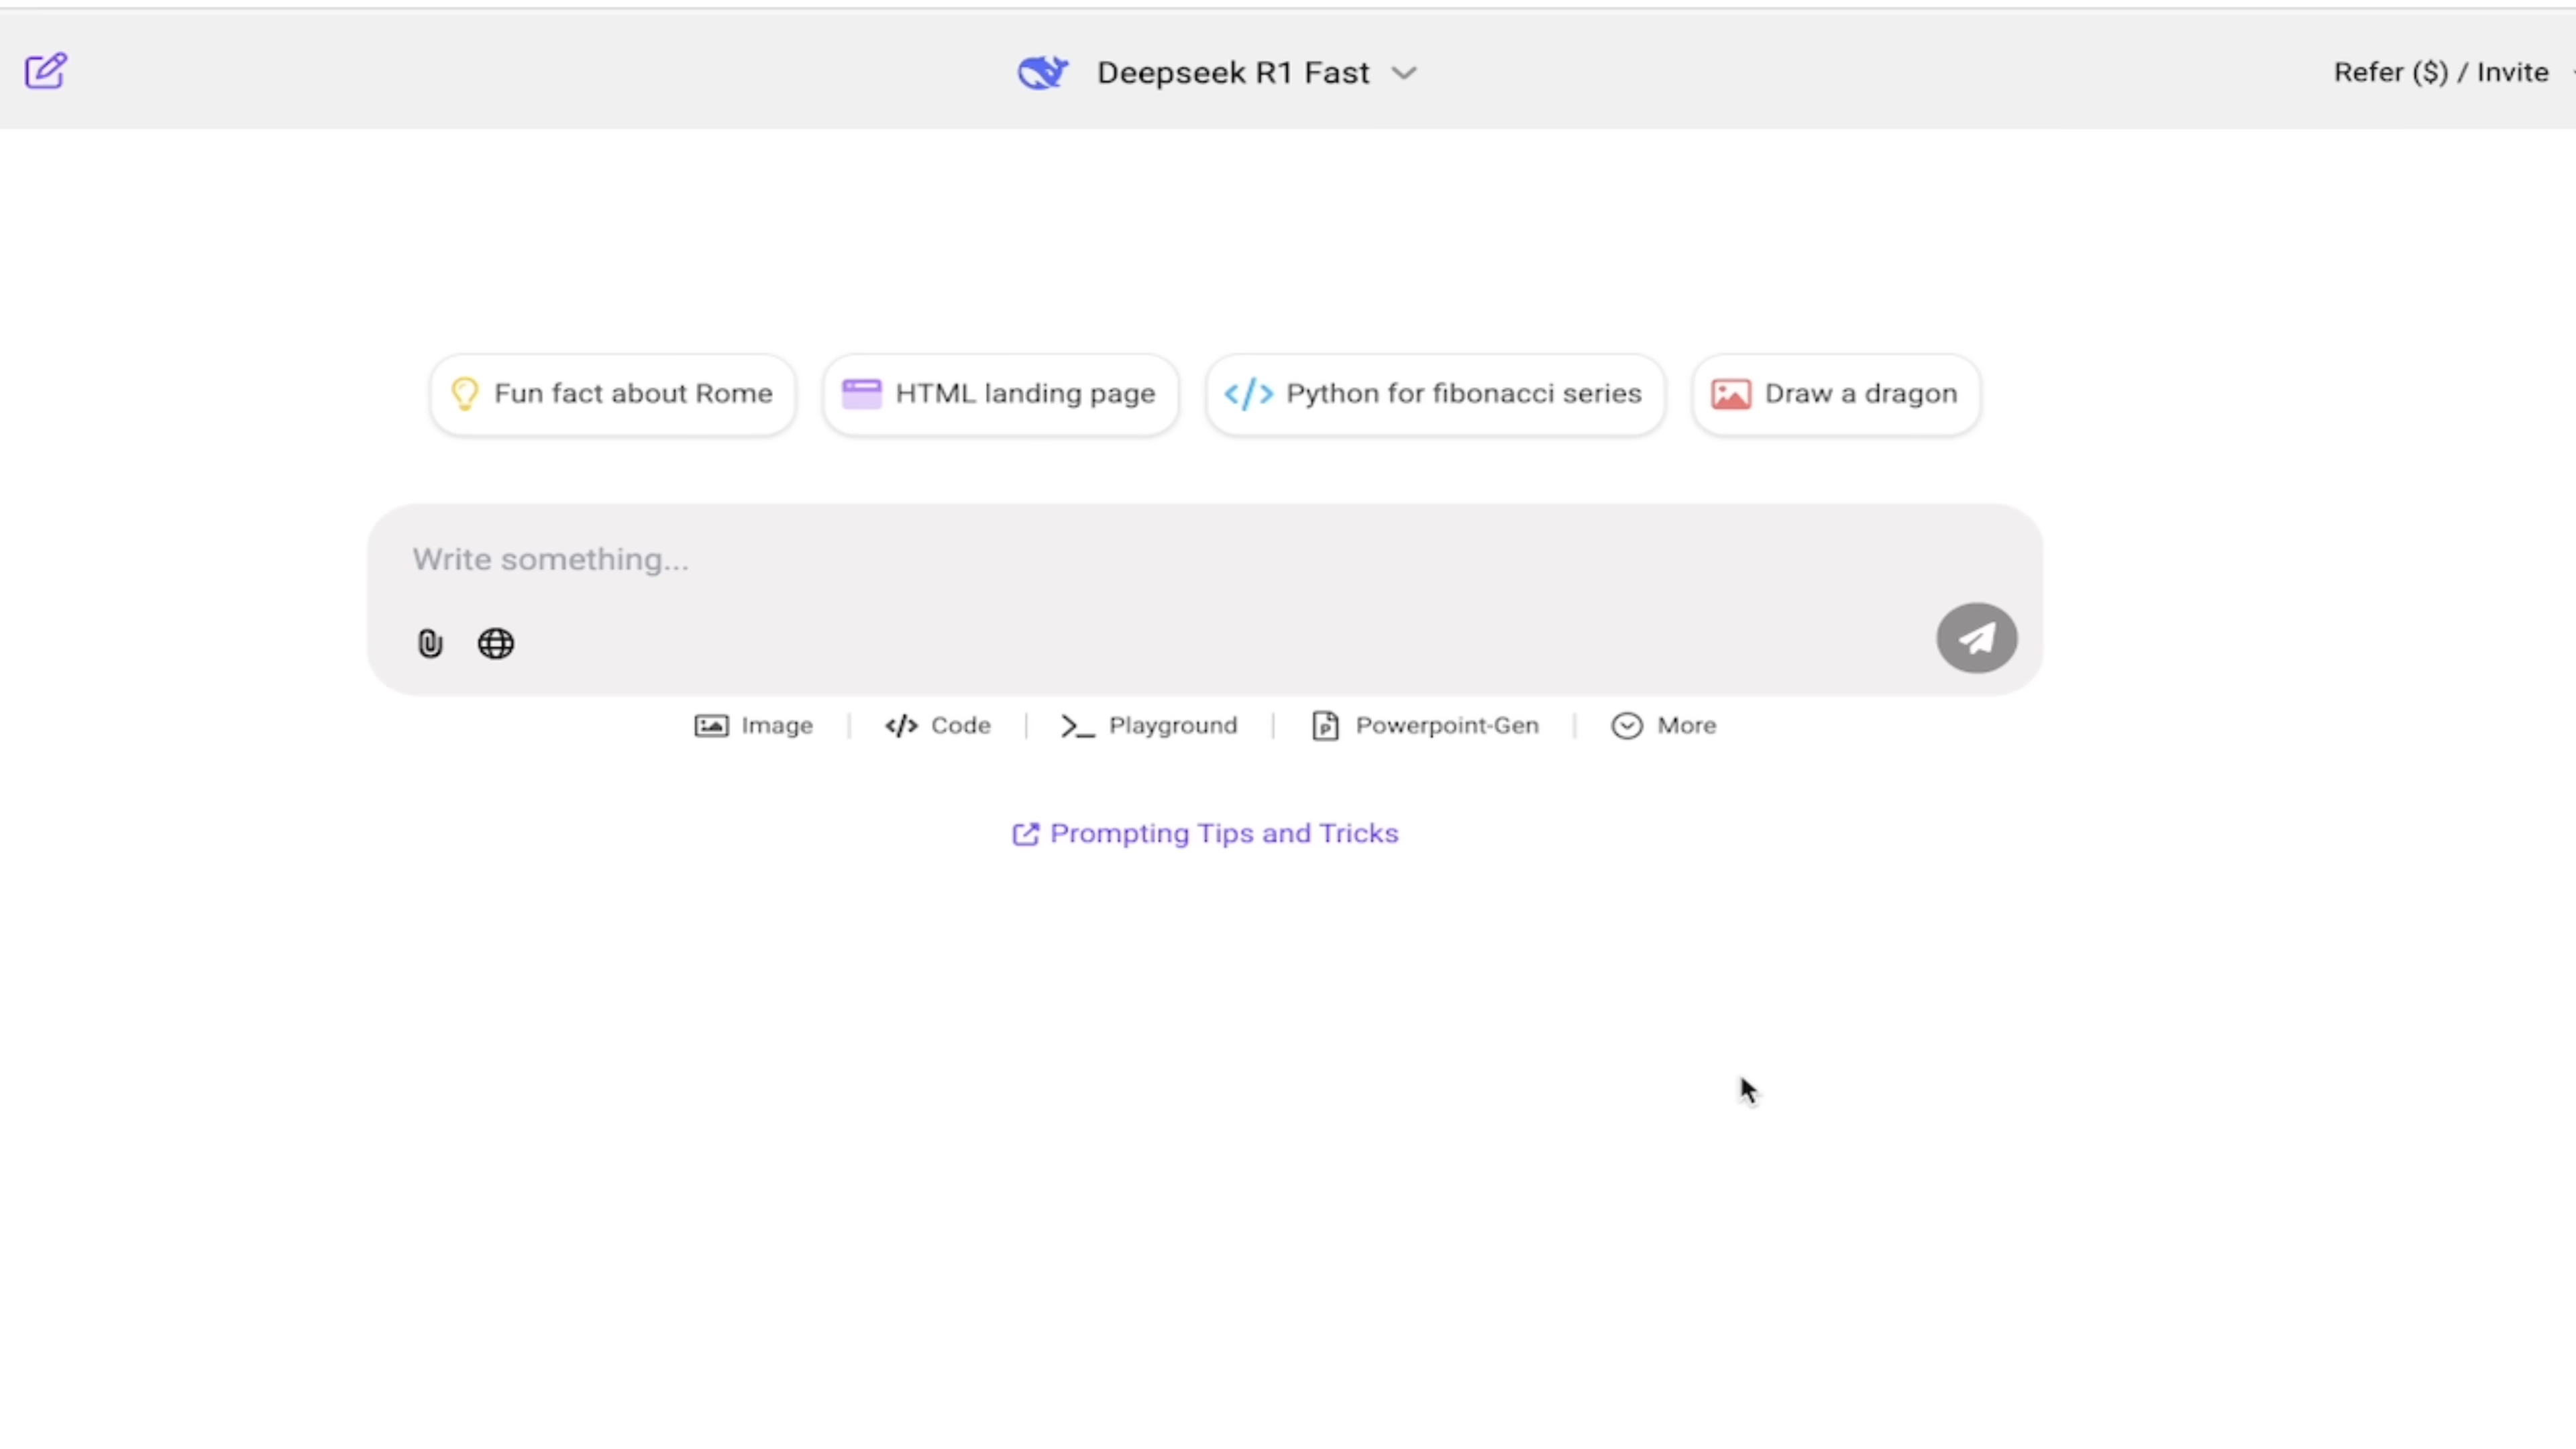 Deepseek R1 Fast
Refer ($) / Invite
Fun fact about Rome
HTML landing page
Python for fibonacci series
Draw a dragon
Write something...
Image
Code
Playground
Powerpoint-Gen
More
Prompting Tips and Tricks